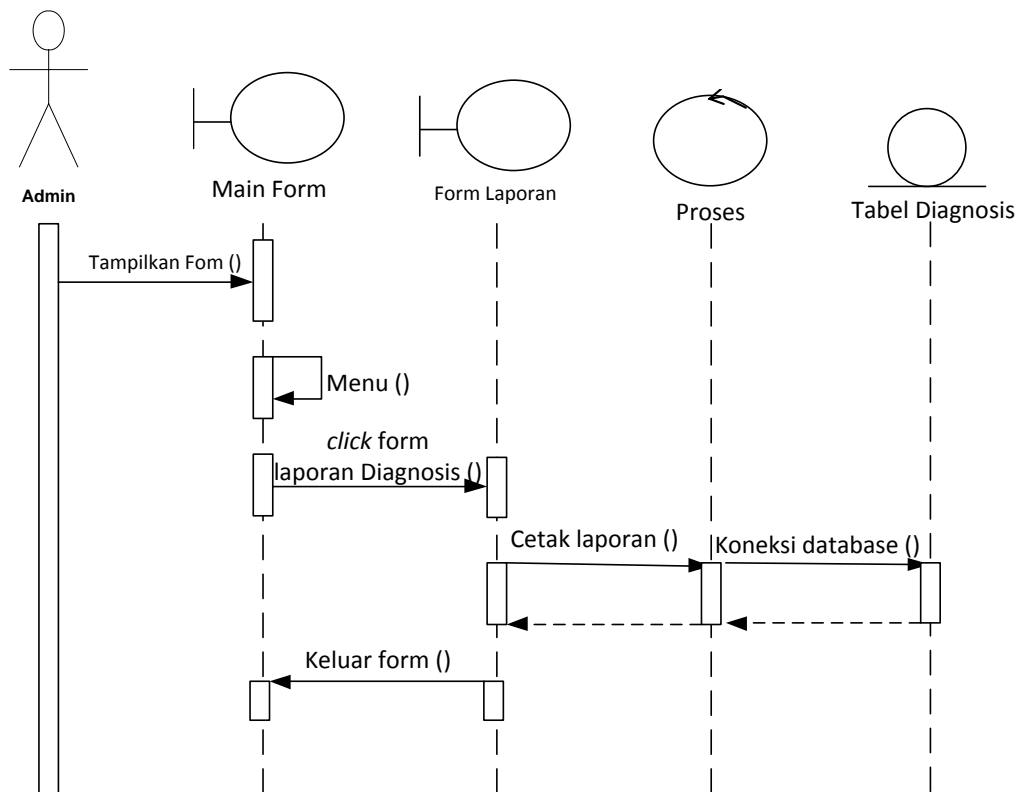 Admin
Main Form
Form Laporan
Proses
Tabel Diagnosis
Tampilkan Fom ()
Menu ()
click form
laporan Diagnosis ()
Cetak laporan ()
Koneksi database ()
Keluar form ()